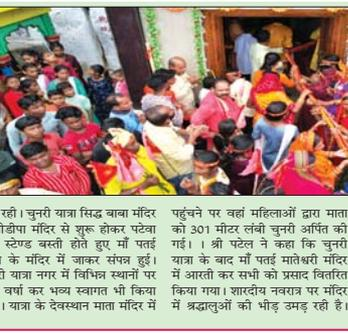 रही। चुनरी यात्रा सिद्ध बाबा मंदिर
डीपा मंदिर से शुरू होकर पटेवा
स्टेण्ड बस्ती होते हुए माँ पतई
के मंदिर में जाकर संपन्न हुई।
यात्रा नगर में विभिन्न स्थानों पर
वर्षा कर भव्य स्वागत भी किया
। यात्रा के देवस्थान माता मंदिर में
पहुंचने पर वहां महिलाओं द्वारा माता
को 301 मीटर लंबी चुनरी अर्पित की
गई। । श्री पटेल ने कहा कि चुनरी
यात्रा के बाद माँ पतई मातेश्वरी मंदिर
में आरती कर सभी को प्रसाद वितरित
किया गया। शारदीय नवरात्र पर मंदिर
में श्रद्धालुओं की भीड़ उमड़ रही है।